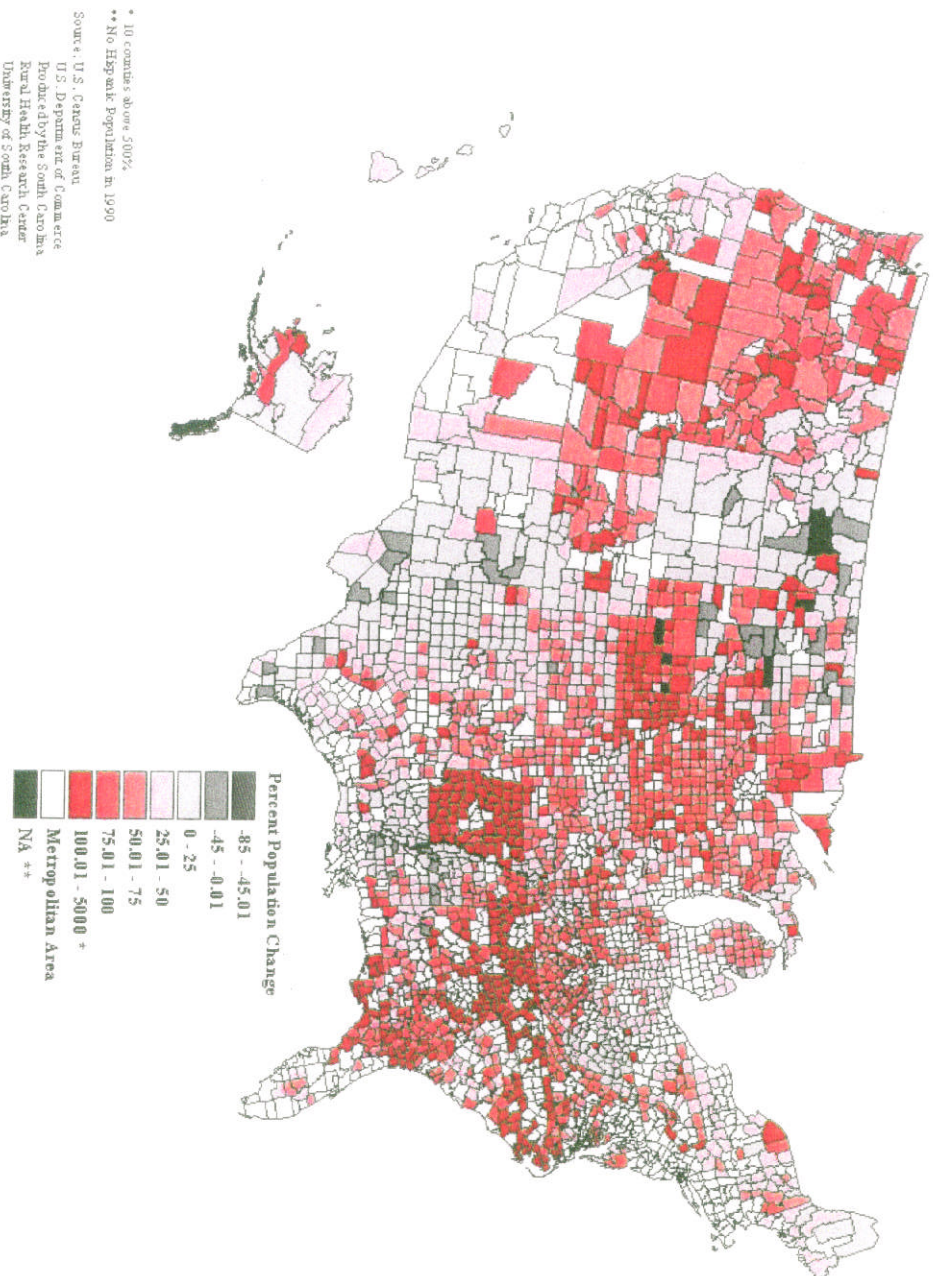 Percent Population Change
-85 - -45.01
-45 - -0.01
0 - 25
25.01 - 50
50.01 - 75
75.01 - 100
100.01 - 5000 *
Metropolitan Area
NA **
* 10 counties above 500%
** No Hispanic Population in 1990
Source: U.S. Census Bureau
U.S. Department of Commerce
Produced by the South Carolina
Rural Health Research Center
University of South Carolina